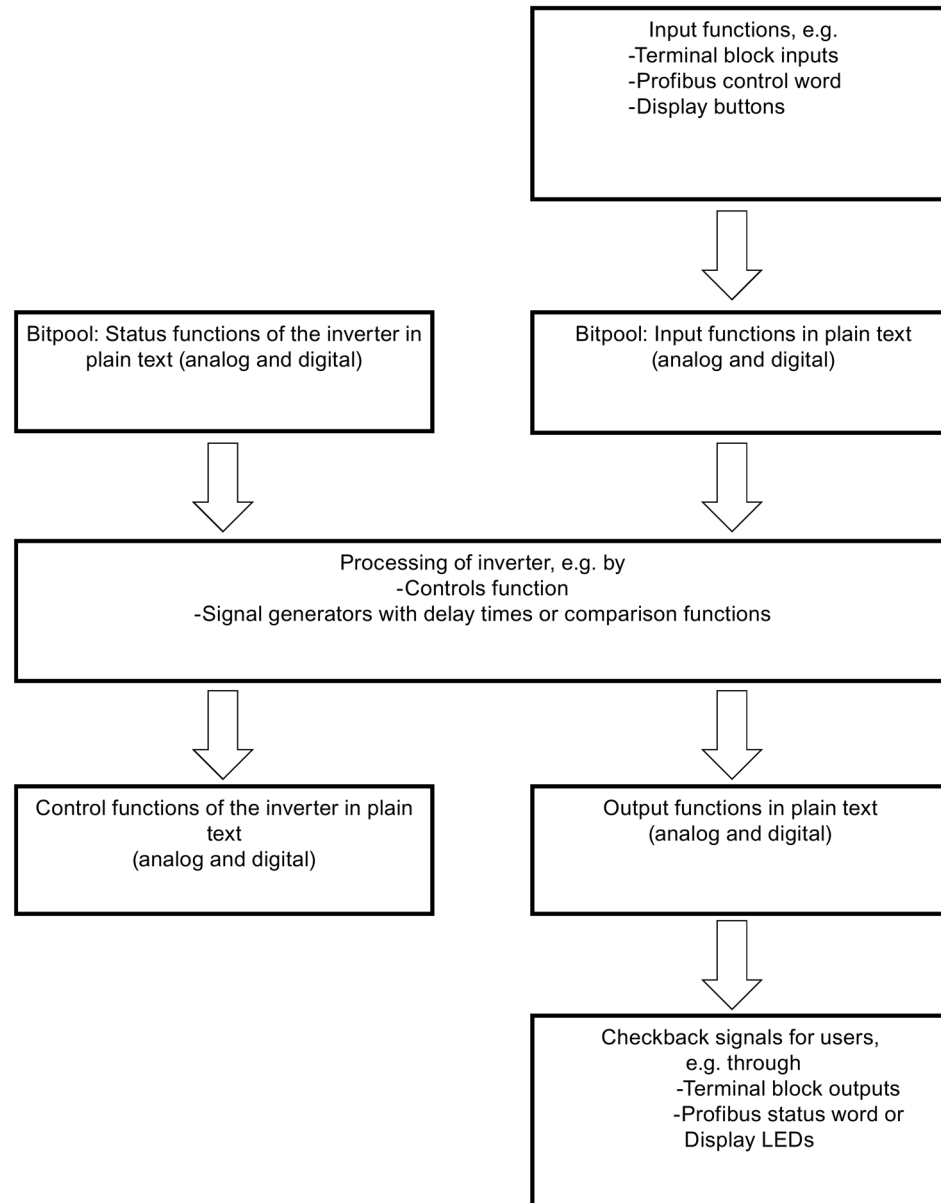 Input functions, e.g.
-Terminal block inputs
-Profibus control word
-Display buttons
Bitpool: Status functions of the inverter in
plain text (analog and digital)
Bitpool: Input functions in plain text
(analog and digital)
Processing of inverter, e.g. by
-Controls function
-Signal generators with delay times or comparison functions
Control functions of the inverter in plain
text
(analog and digital)
Output functions in plain text
(analog and digital)
Checkback signals for users,
e.g. through
-Terminal block outputs
-Profibus status word or
Display LEDs